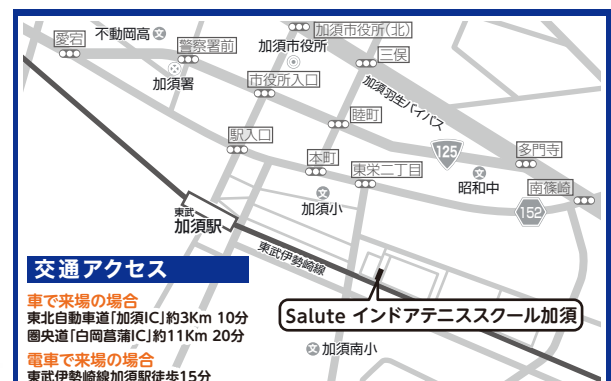 加須市役所(北)
不動岡高
愛宕
警察署前
加須市役所
三俣
加須署
市役所入口
加須羽生バイパス
睦町
駅入口
125
多門寺
本町
東栄二丁目
昭和中
南篠崎
加須小
152
東武
加須駅
東武伊勢崎線
交通アクセス
車で来場の場合
東北自動車道「加須IC」約3Km 10分
圏央道「白岡菖蒲IC」約11Km 20分
電車で来場の場合
東武伊勢崎線加須駅徒歩15分
Salute インドアテニススクール加須
加須南小